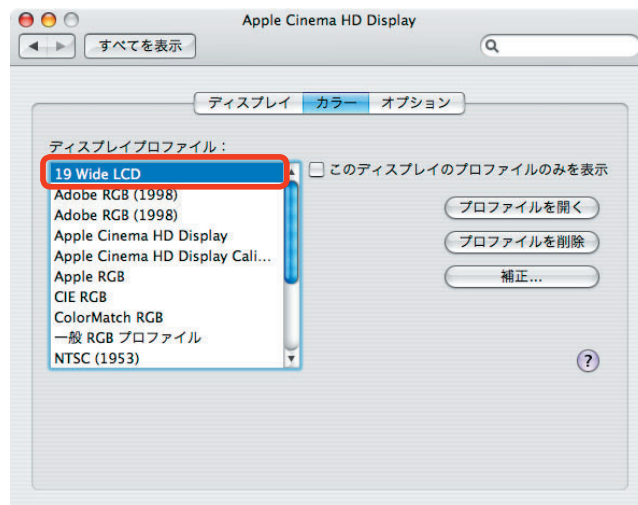 Apple Cinema HD Display
すべてを表示
ディスプレイ カラー オプション
ディスプレイプロファイル：
19 Wide LCD
Adobe RGB (1998)
Adobe RGB (1998)
Apple Cinema HD Display
Apple Cinema HD Display Cali...
Apple RGB
CIE RGB
ColorMatch RGB
一般 RGB プロファイル
NTSC (1953)
このディスプレイのプロファイルのみを表示
プロファイルを開く
プロファイルを削除
補正...
?